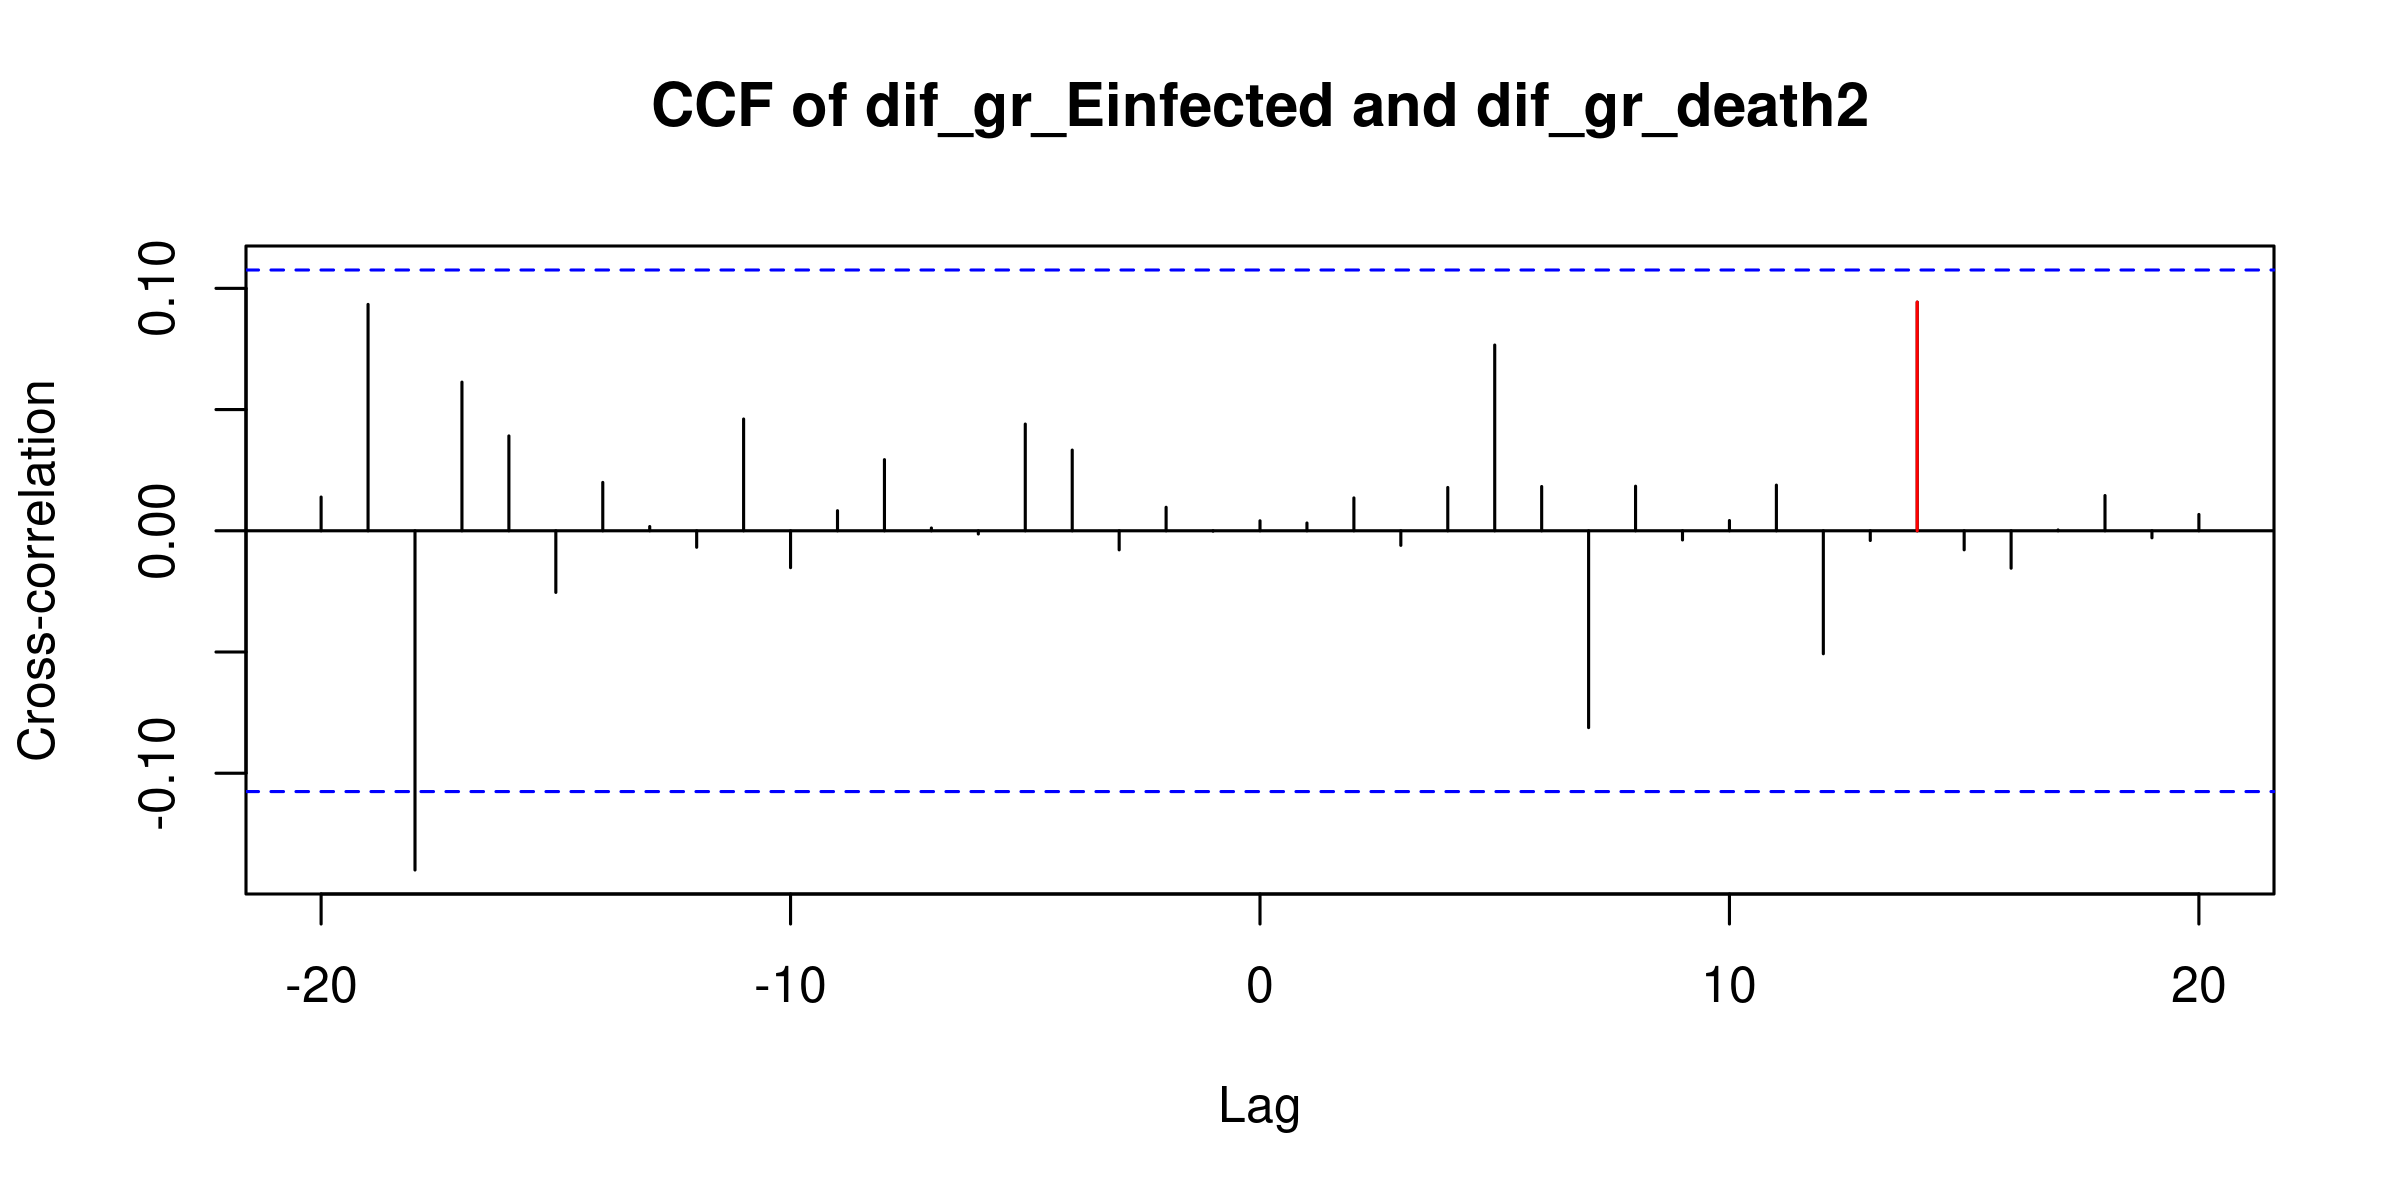 CCF of dif_gr_Einfected and dif_gr_death2
Cross-correlation
0.10
0.00
-0.10
-20 -10 0 10 20
Lag